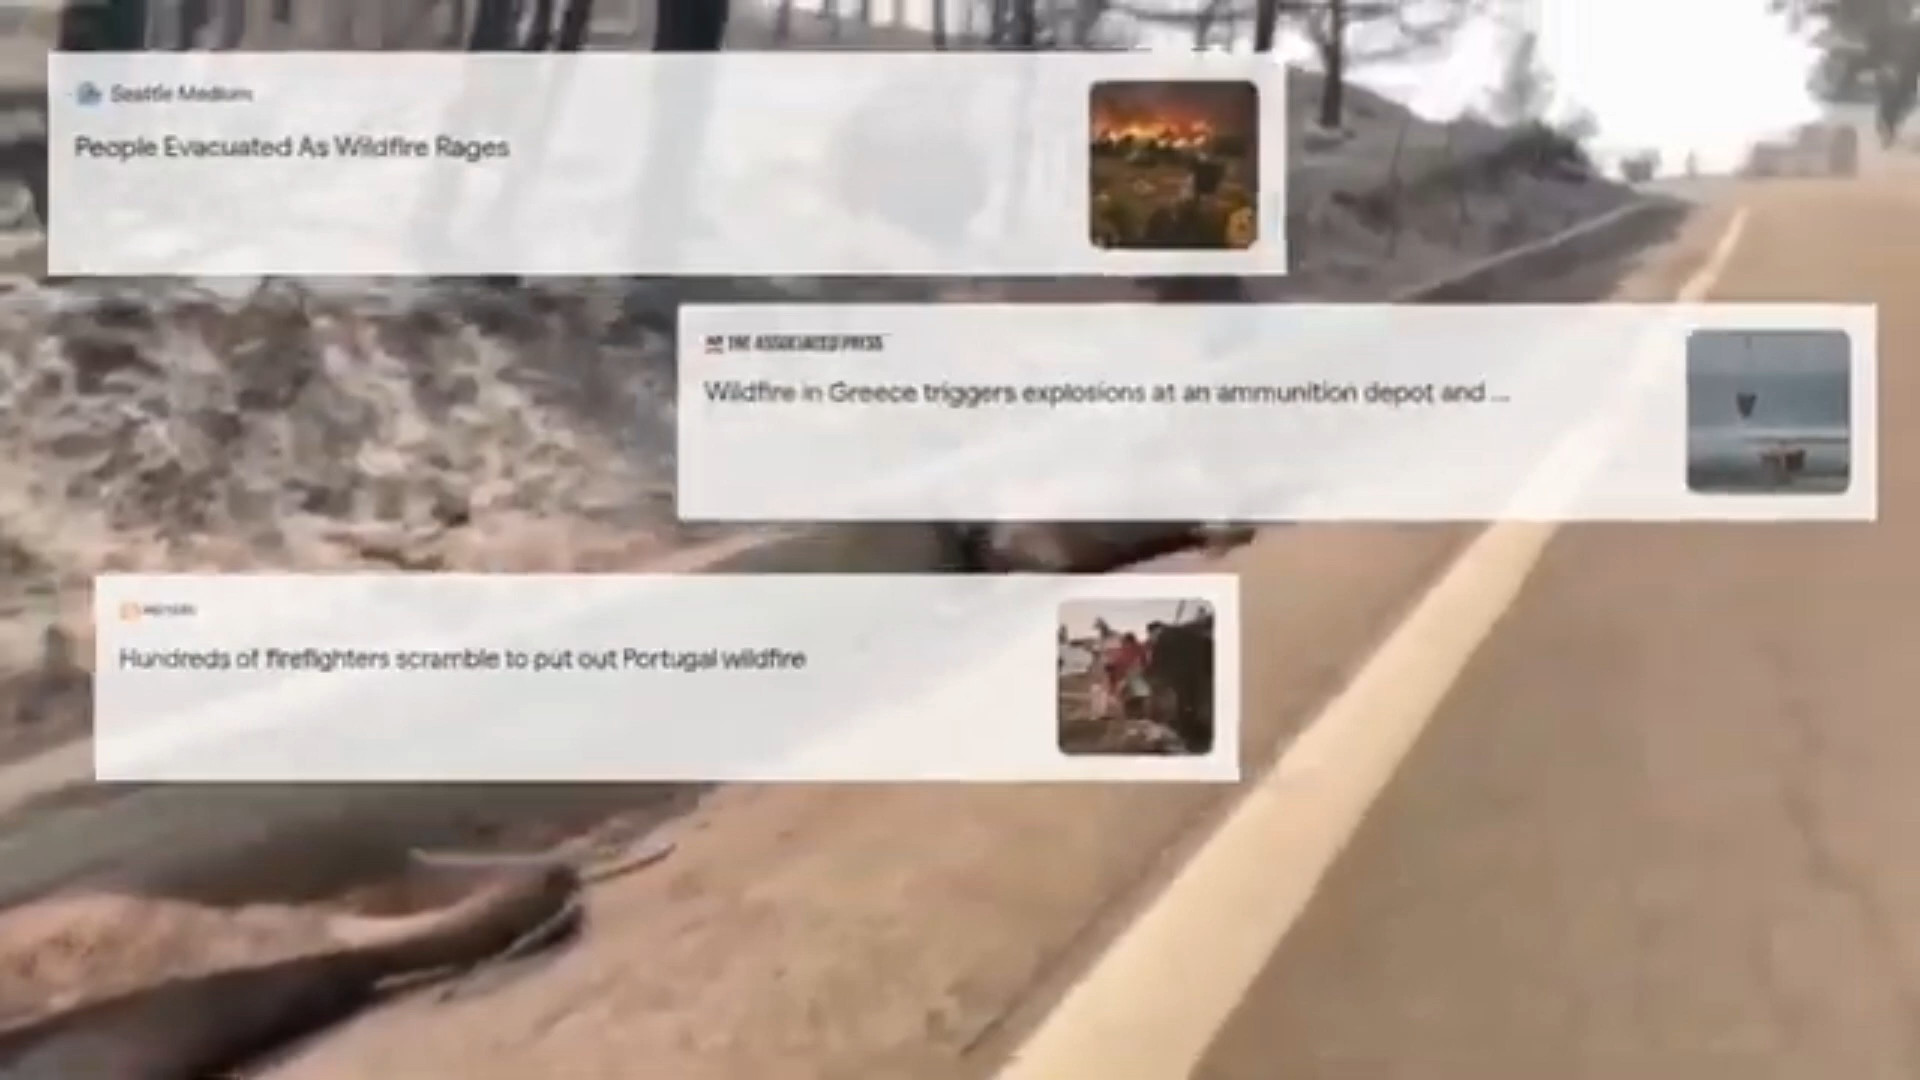 Seattle Medium
People Evacuated As Wildfire Rages
THE ASSOCIATED PRESS
Wildfire in Greece triggers explosions at an ammunition depot and ...
Hundreds of firefighters scramble to put out Portugal wildfire